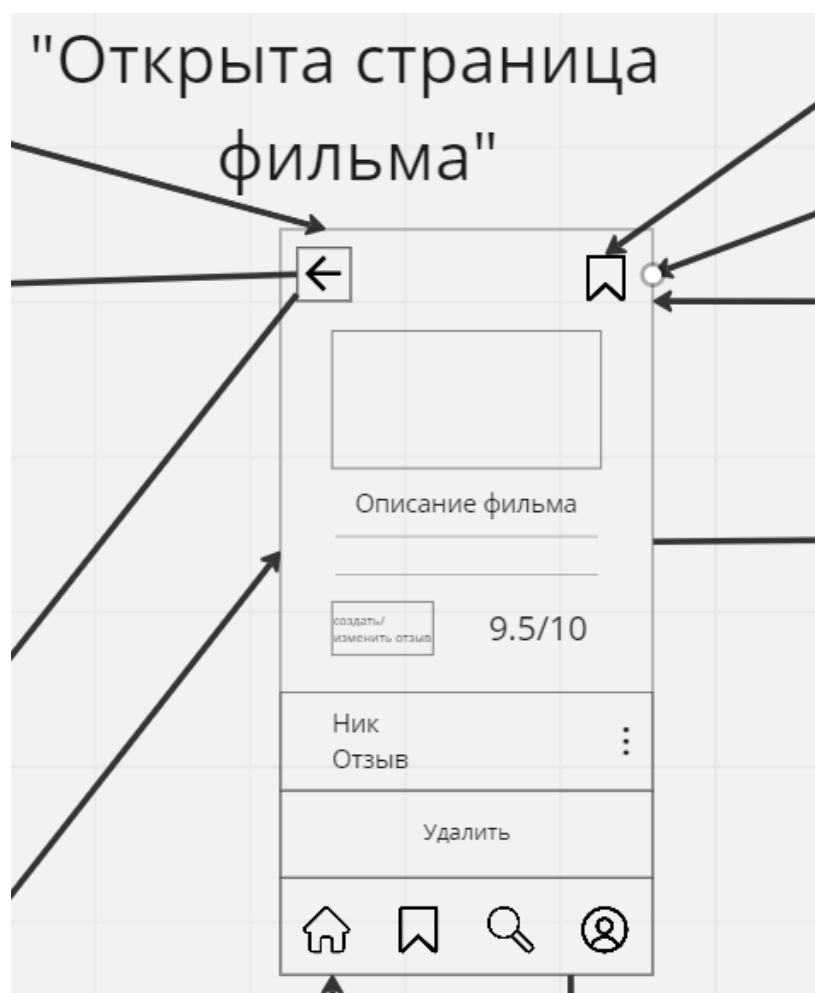 "Открыта страница
фильма"
Описание фильма
создать/
изменить отзыв
9.5/10
Ник
Отзыв
Удалить